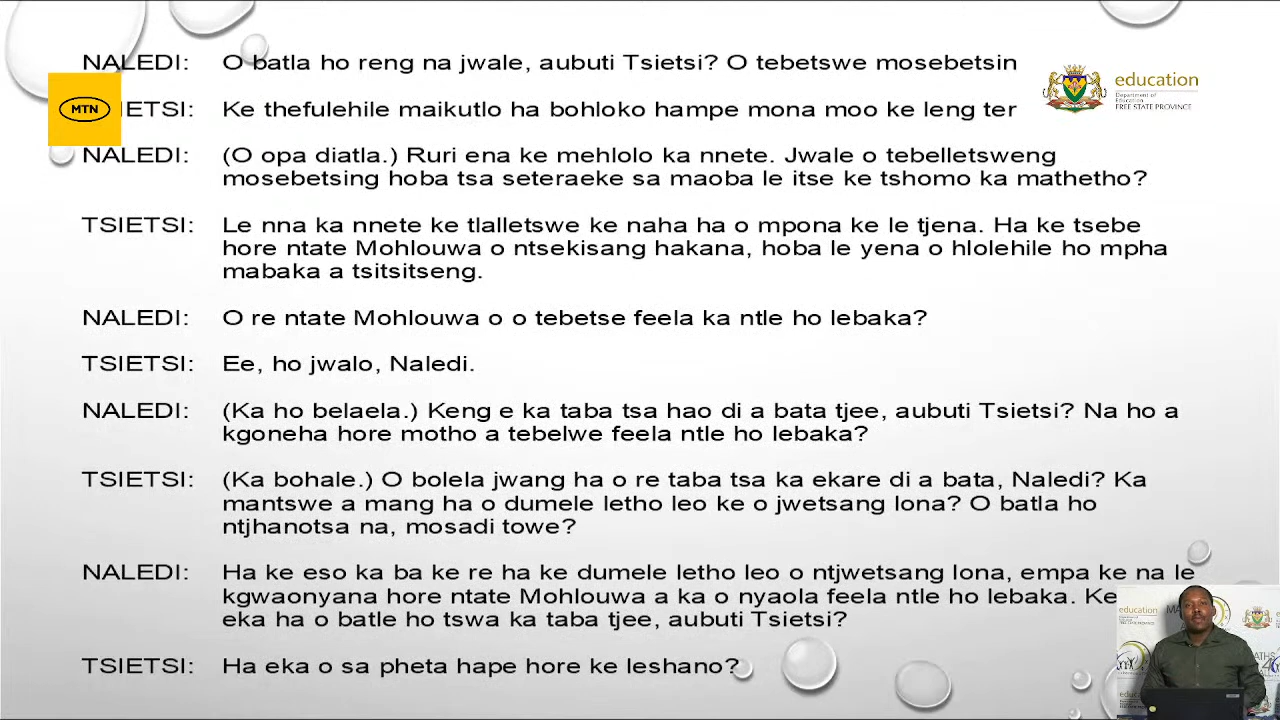 NALEDI: O batla ho reng na jwale, aubuti Tsietsi? O tebetswe mosebetsin
education
Department of
Education
FREE STATE PROVINCE
MTN
IETSI: Ke thefulehile maikutlo ha bohloko hampe mona moo ke leng ter
NALEDI: (O opa diatla.) Ruri ena ke mehlolo ka nnete. Jwale o tebelletsweng
mosebetsing hoba tsa seteraeke sa maoba le itse ke tshomo ka mathetho?
TSIETSI: Le nna ka nnete ke tlalletswe ke naha ha o mpona ke le tjena. Ha ke tsebe
hore ntate Mohlouwa o ntsekisang hakana, hoba le yena o hlolehile ho mpha
mabaka a tsitsitseng.
NALEDI: O re ntate Mohlouwa o o tebetse feela ka ntle ho lebaka?
TSIETSI: Ee, ho jwalo, Naledi.
NALEDI: (Ka ho belaela.) Keng e ka taba tsa hao di a bata tjee, aubuti Tsietsi? Na ho a
kgoneha hore motho a tebelwe feela ntle ho lebaka?
TSIETSI: (Ka bohale.) O bolela jwang ha o re taba tsa ka ekare di a bata, Naledi? Ka
mantswe a mang ha o dumele letho leo ke o jwetsang lona? O batla ho
ntjhanotsa na, mosadi towe?
NALEDI: Ha ke eso ka ba ke re ha ke dumele letho leo o ntjwetsang lona, empa ke na le
kgwaonyana hore ntate Mohlouwa a ka o nyaola feela ntle ho lebaka. Ke
eka ha o batle ho tswa ka taba tjee, aubuti Tsietsi?
TSIETSI: Ha eka o sa pheta hape hore ke leshano?
education